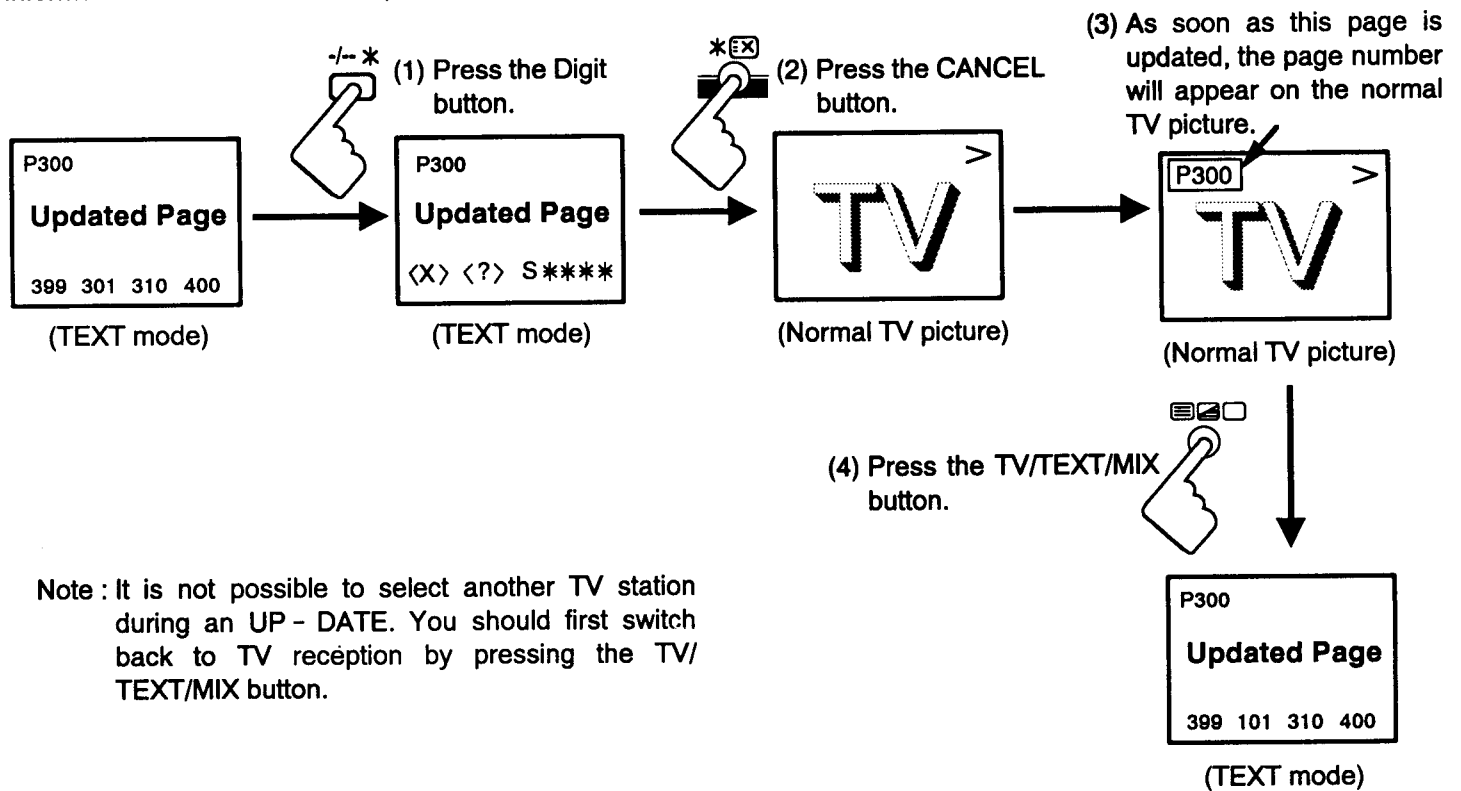 -/-- *
(1) Press the Digit
button.
P300
Updated Page
399 301 310 400
(TEXT mode)
P300
Updated Page
<X> <?> S****
(TEXT mode)
*
(2) Press the CANCEL
button.
>
TV
(Normal TV picture)
(3) As soon as this page is
updated, the page number
will appear on the normal
TV picture.
P300 >
TV
(Normal TV picture)
(4) Press the TV/TEXT/MIX
button.
P300
Updated Page
399 101 310 400
(TEXT mode)
Note : It is not possible to select another TV station
during an UP - DATE. You should first switch
back to TV reception by pressing the TV/
TEXT/MIX button.